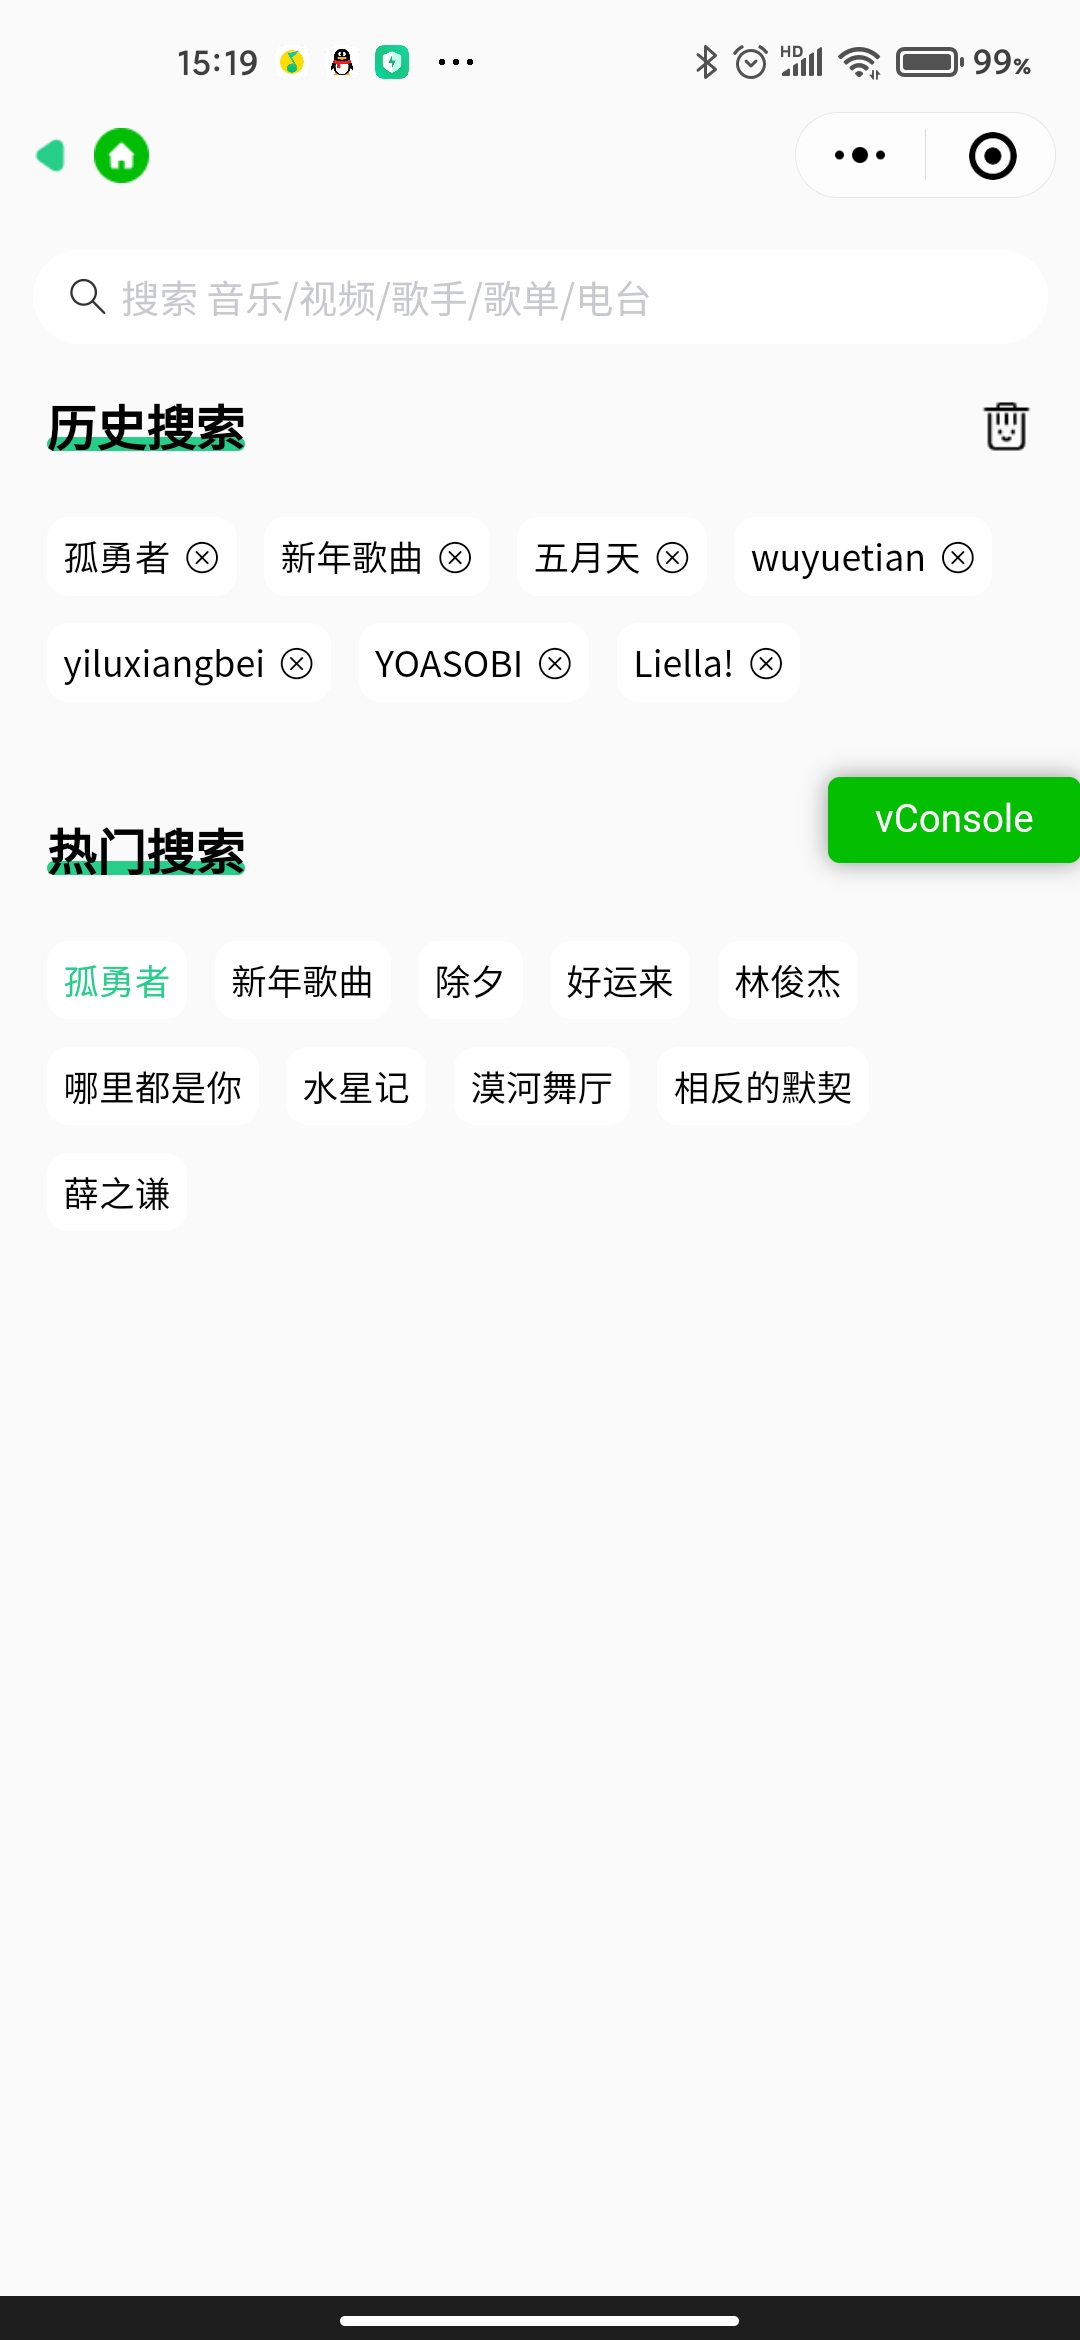 15:19 HD 99%
搜索 音乐/视频/歌手/歌单/电台
历史搜索
孤勇者 新年歌曲 五月天 wuyuetian
yiluxiangbei YOASOBI Liella!
vConsole
热门搜索
孤勇者 新年歌曲 除夕 好运来 林俊杰
哪里都是你 水星记 漠河舞厅 相反的默契
薛之谦